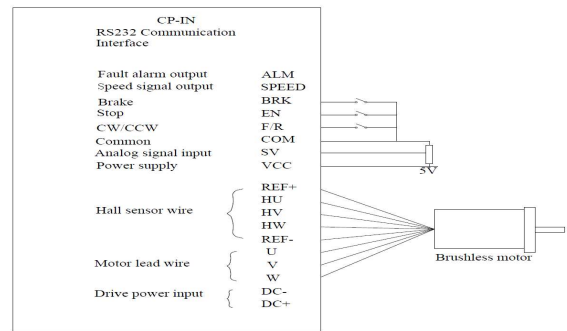 CP-IN
RS232 Communication
Interface
Fault alarm output ALM
Speed signal output SPEED
Brake BRK
Stop EN
CW/CCW F/R
Common COM
Analog signal input SV
Power supply VCC
5V
REF+
HU
Hall sensor wire HV
HW
REF-
U
Motor lead wire V
W
Brushless motor
Drive power input DC-
DC+